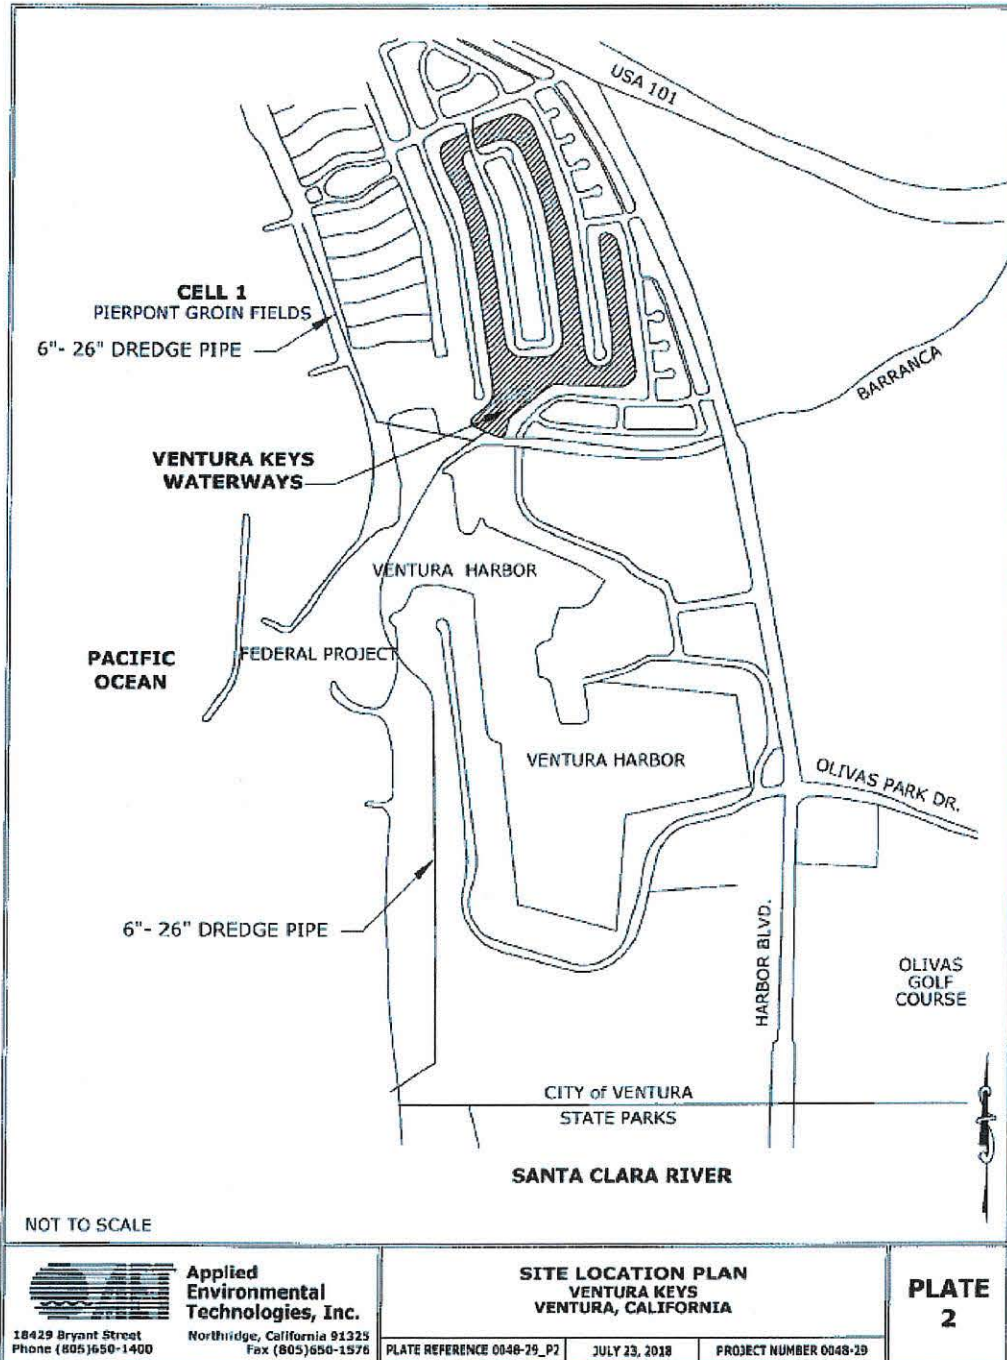 USA 101
CELL 1
PIERPONT GROIN FIELDS
6"- 26" DREDGE PIPE
BARRANCA
VENTURA KEYS
WATERWAYS
VENTURA HARBOR
PACIFIC
OCEAN
FEDERAL PROJECT
VENTURA HARBOR
OLIVAS PARK DR.
6"- 26" DREDGE PIPE
HARBOR BLVD.
OLIVAS
GOLF
COURSE
CITY of VENTURA
STATE PARKS
SANTA CLARA RIVER
NOT TO SCALE
Applied
Environmental
Technologies, Inc.
18429 Bryant Street
Northridge, California 91325
Phone (805)650-1400
Fax (805)650-1576
SITE LOCATION PLAN
VENTURA KEYS
VENTURA, CALIFORNIA
PLATE REFERENCE 0048-29_P2
JULY 23, 2018
PROJECT NUMBER 0048-29
PLATE
2